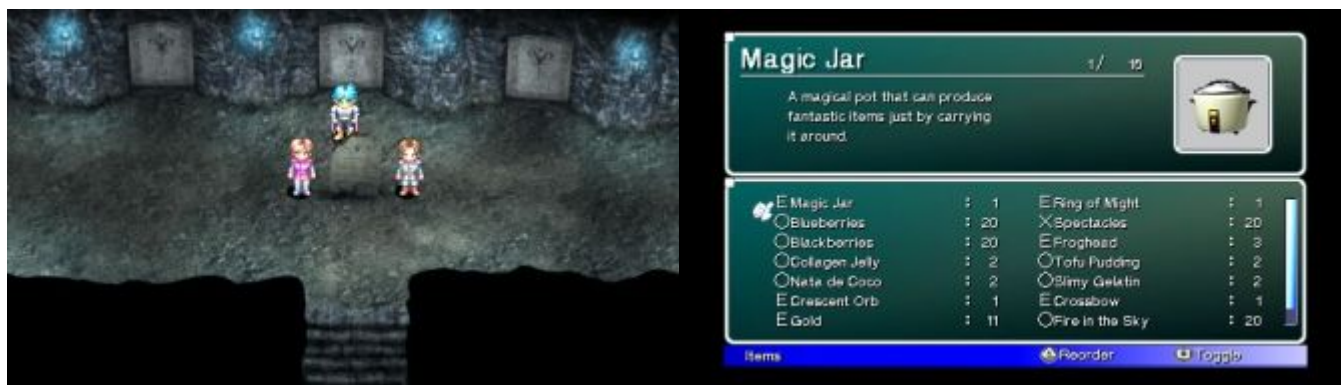 Magic Jar 1/ 15
A magical pot that can produce
fantastic items just by carrying
it around.
E Magic Jar : 1 E Ring of Might : 1
○Blueberries : 20 ×Spectacles : 20
○Blackberries : 20 E Froghead : 3
○Collagen Jelly : 2 ○Tofu Pudding : 2
○Nata de Coco : 2 ○Slimy Gelatin : 2
E Crescent Orb : 1 E Crossbow : 1
E Gold : 11 ○Fire in the Sky : 20
Items Reorder Toggle